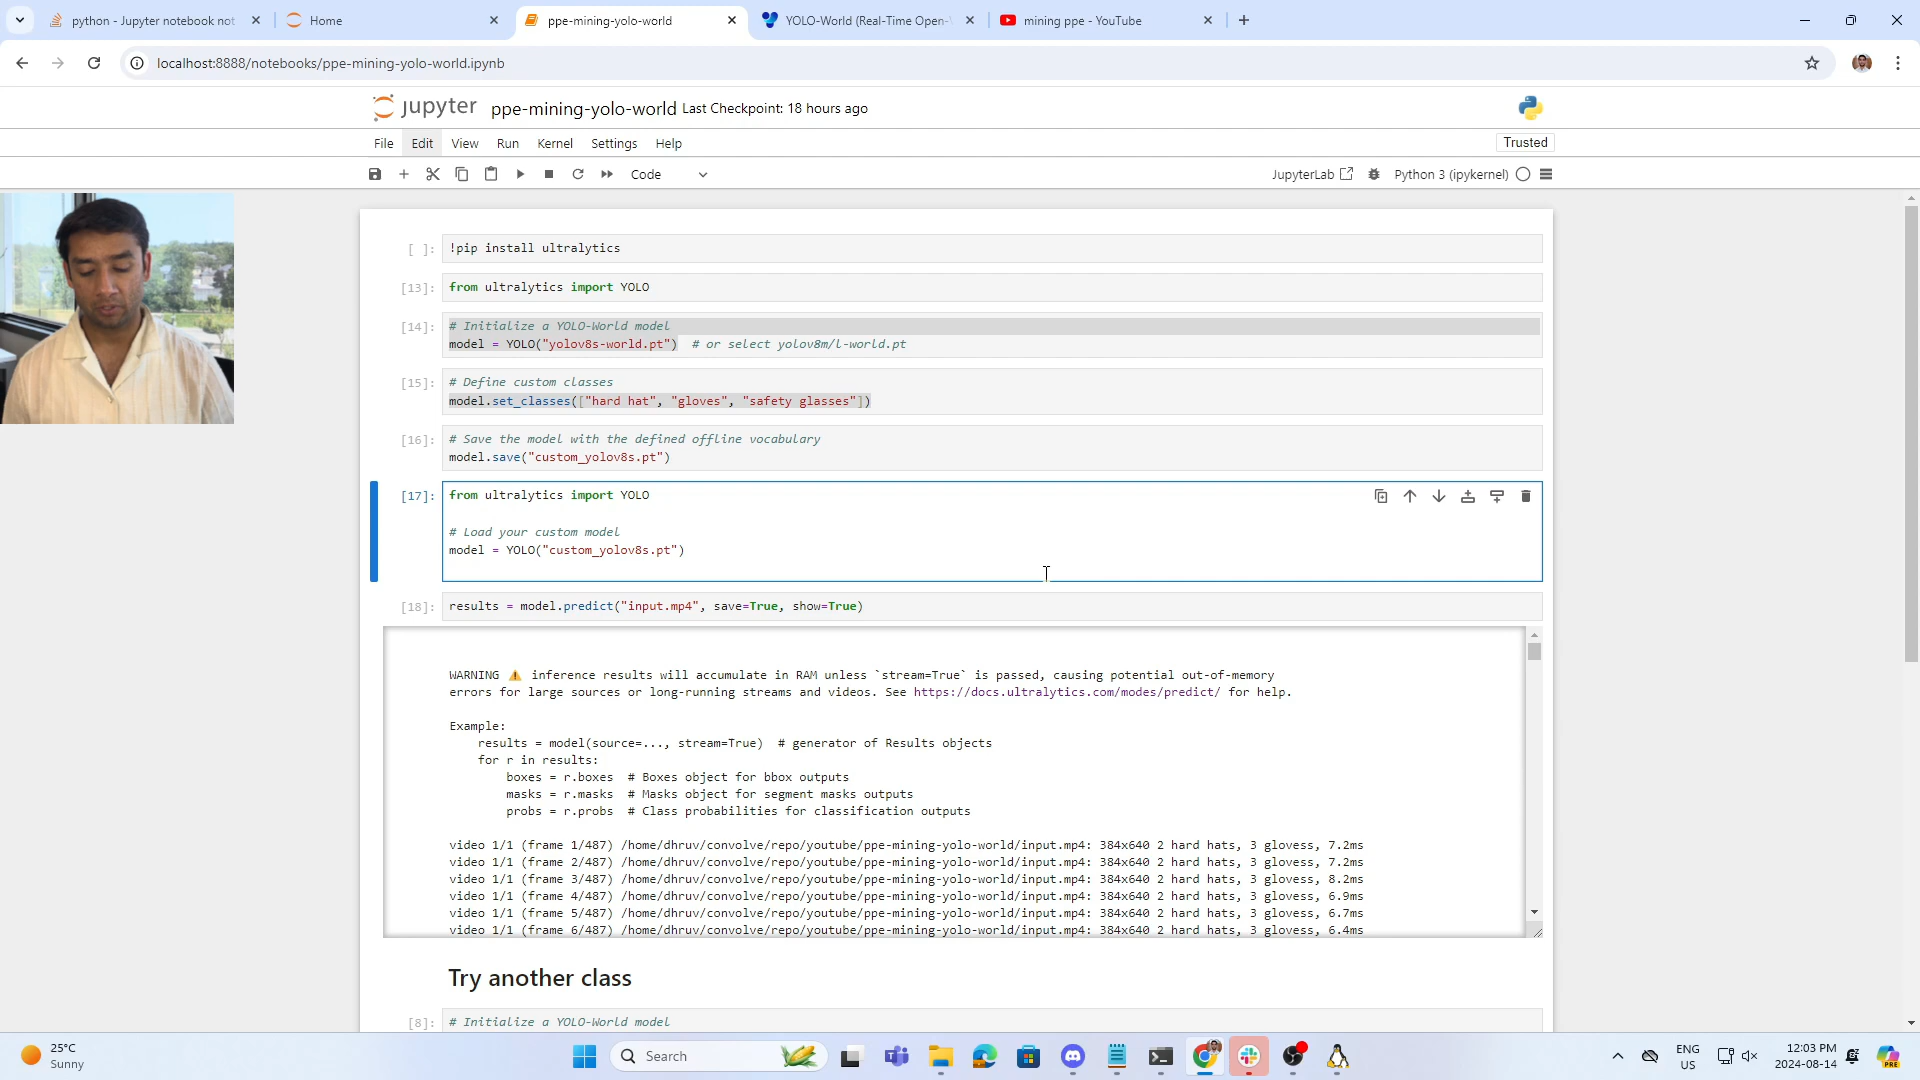 python - Jupyter notebook not
Home
ppe-mining-yolo-world
YOLO-World (Real-Time Open-
mining ppe - YouTube
localhost:8888/notebooks/ppe-mining-yolo-world.ipynb
jupyter
ppe-mining-yolo-world Last Checkpoint: 18 hours ago
File Edit View Run Kernel Settings Help
Trusted
Code
JupyterLab
Python 3 (ipykernel)
[ ]: !pip install ultralytics
[13]: from ultralytics import YOLO
[14]: # Initialize a YOLO-World model
model = YOLO("yolov8s-world.pt") # or select yolov8m/l-world.pt
[15]: # Define custom classes
model.set_classes(["hard hat", "gloves", "safety glasses"])
[16]: # Save the model with the defined offline vocabulary
model.save("custom_yolov8s.pt")
[17]: from ultralytics import YOLO
# Load your custom model
model = YOLO("custom_yolov8s.pt")
[18]: results = model.predict("input.mp4", save=True, show=True)
WARNING ⚠ inference results will accumulate in RAM unless `stream=True` is passed, causing potential out-of-memory
errors for large sources or long-running streams and videos. See https://docs.ultralytics.com/modes/predict/ for help.
Example:
results = model(source=..., stream=True) # generator of Results objects
for r in results:
boxes = r.boxes # Boxes object for bbox outputs
masks = r.masks # Masks object for segment masks outputs
probs = r.probs # Class probabilities for classification outputs
video 1/1 (frame 1/487) /home/dhruv/convolve/repo/youtube/ppe-mining-yolo-world/input.mp4: 384x640 2 hard hats, 3 glovess, 7.2ms
video 1/1 (frame 2/487) /home/dhruv/convolve/repo/youtube/ppe-mining-yolo-world/input.mp4: 384x640 2 hard hats, 3 glovess, 7.2ms
video 1/1 (frame 3/487) /home/dhruv/convolve/repo/youtube/ppe-mining-yolo-world/input.mp4: 384x640 2 hard hats, 3 glovess, 8.2ms
video 1/1 (frame 4/487) /home/dhruv/convolve/repo/youtube/ppe-mining-yolo-world/input.mp4: 384x640 2 hard hats, 3 glovess, 6.9ms
video 1/1 (frame 5/487) /home/dhruv/convolve/repo/youtube/ppe-mining-yolo-world/input.mp4: 384x640 2 hard hats, 3 glovess, 6.7ms
video 1/1 (frame 6/487) /home/dhruv/convolve/repo/youtube/ppe-mining-yolo-world/input.mp4: 384x640 2 hard hats, 3 glovess, 6.4ms
Try another class
[8]: # Initialize a YOLO-World model
25°C
Sunny
Search
ENG
US
12:03 PM
2024-08-14
PRE